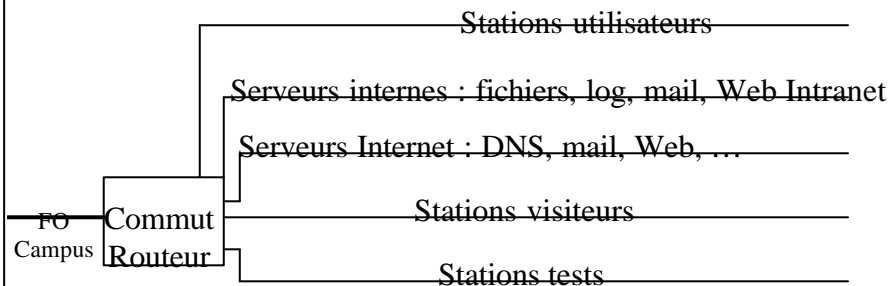 Stations utilisateurs
Serveurs internes : fichiers, log, mail, Web Intranet
Serveurs Internet : DNS, mail, Web, …
Stations visiteurs
FO
Campus
Commut
Routeur
Stations tests